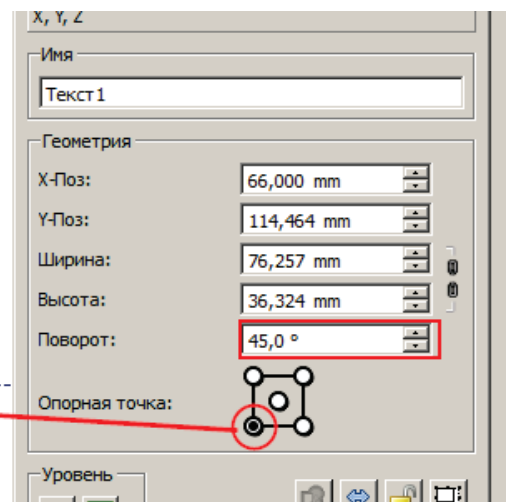 X, Y, Z
Имя
Текст1
Геометрия
X-Поз: 66,000 mm
Y-Поз: 114,464 mm
Ширина: 76,257 mm
Высота: 36,324 mm
Поворот: 45,0 °
Опорная точка:
Уровень